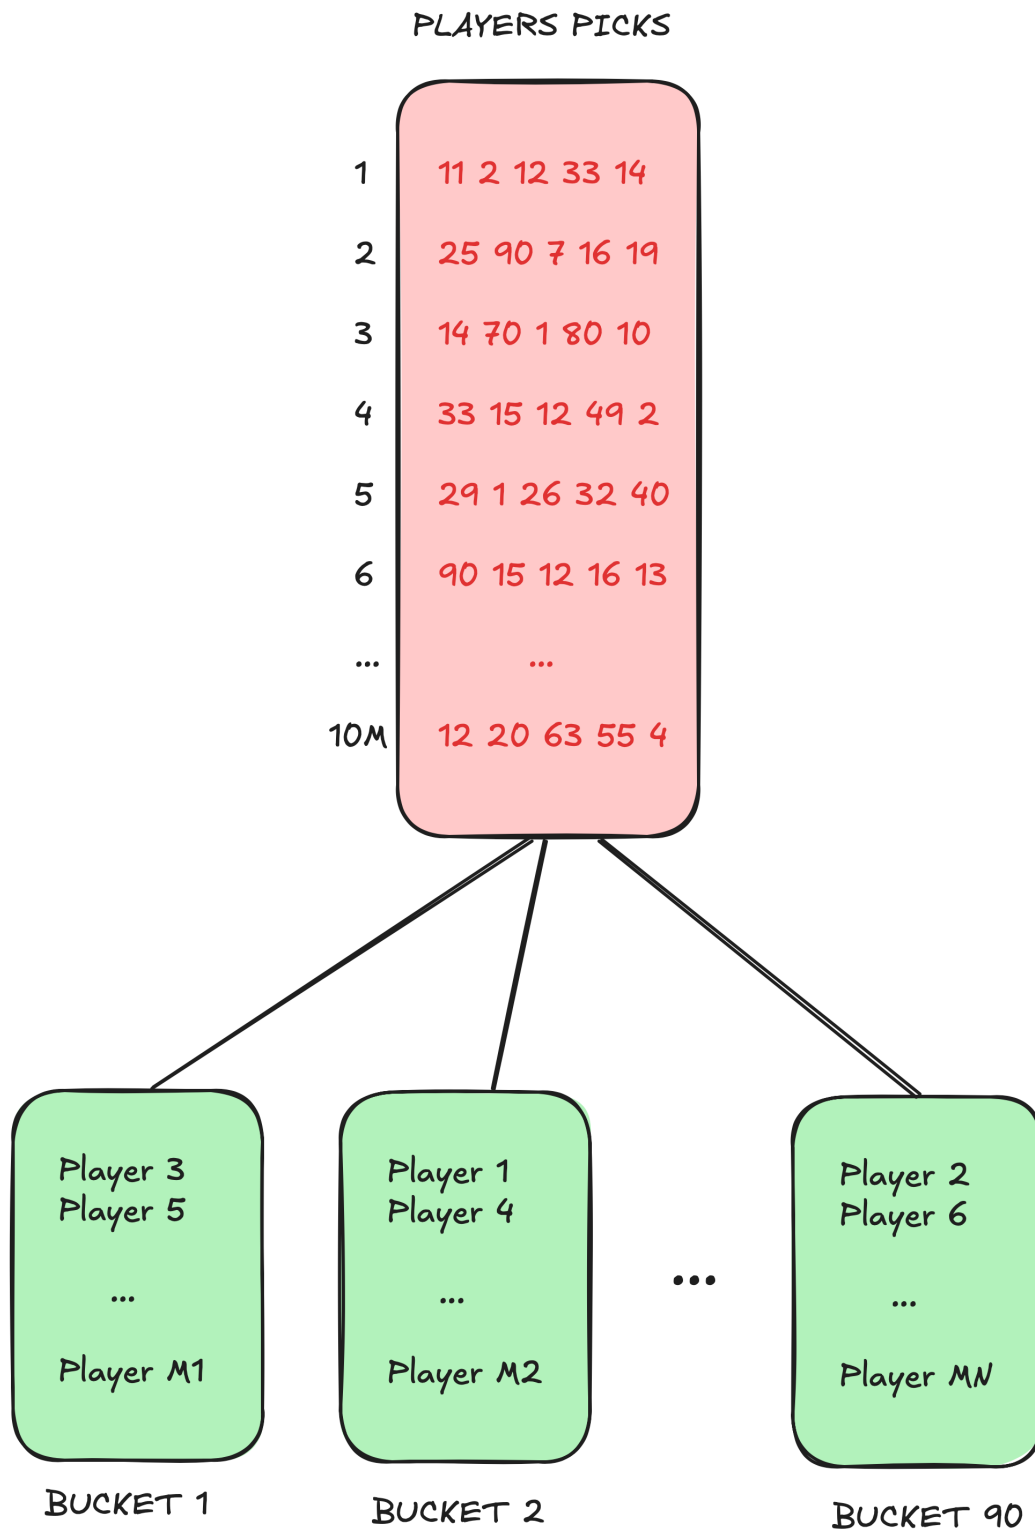 PLAYERS PICKS
1 11 2 12 33 14
2 25 90 7 16 19
3 14 70 1 80 10
4 33 15 12 49 2
5 29 1 26 32 40
6 90 15 12 16 13
... ...
10M 12 20 63 55 4
Player 3
Player 5
...
Player M1
BUCKET 1
Player 1
Player 4
...
Player M2
BUCKET 2
...
Player 2
Player 6
...
Player MN
BUCKET 90